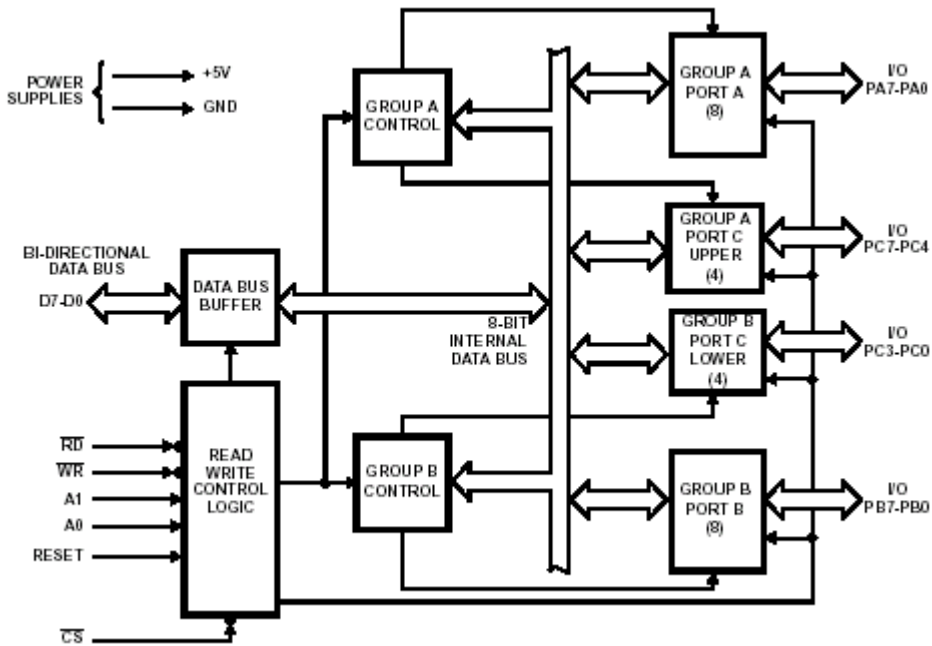 POWER
SUPPLIES
+5V
GND
GROUP A
CONTROL
GROUP A
PORT A
(8)
I/O
PA7-PA0
GROUP A
PORT C
UPPER
(4)
I/O
PC7-PC4
BI-DIRECTIONAL
DATA BUS
D7-D0
DATA BUS
BUFFER
8-BIT
INTERNAL
DATA BUS
GROUP B
PORT C
LOWER
(4)
I/O
PC3-PC0
RD
WR
A1
A0
RESET
CS
READ
WRITE
CONTROL
LOGIC
GROUP B
CONTROL
GROUP B
PORT B
(8)
I/O
PB7-PB0